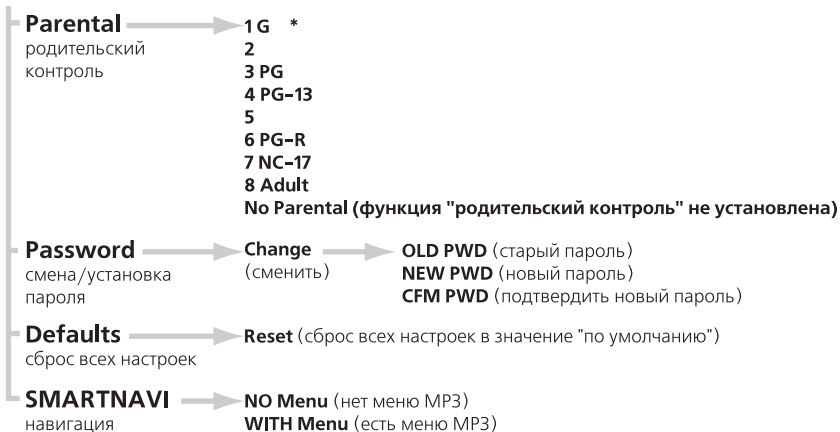 Parental
родительский
контроль
1 G *
2
3 PG
4 PG-13
5
6 PG-R
7 NC-17
8 Adult
No Parental (функция "родительский контроль" не установлена)
Password
смена/установка
пароля
Change
(сменить)
OLD PWD (старый пароль)
NEW PWD (новый пароль)
CFM PWD (подтвердить новый пароль)
Defaults
сброс всех настроек
Reset (сброс всех настроек в значение "по умолчанию")
SMARTNAVI
навигация
NO Menu (нет меню MP3)
WITH Menu (есть меню MP3)